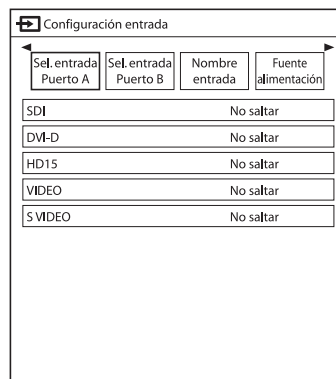 Configuración entrada
Sel. entrada Puerto A
Sel. entrada Puerto B
Nombre entrada
Fuente alimentación
SDI No saltar
DVI-D No saltar
HD15 No saltar
VIDEO No saltar
S VIDEO No saltar